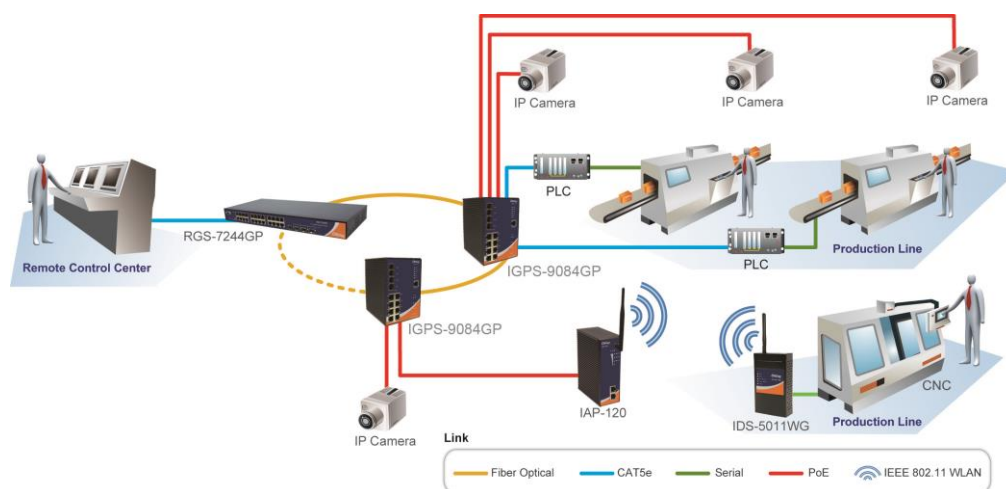 IP Camera
IP Camera
IP Camera
PLC
RGS-7244GP
Remote Control Center
IGPS-9084GP
PLC
Production Line
IGPS-9084GP
IAP-120
IDS-5011WG
CNC
Production Line
IP Camera
Link
Fiber Optical
CAT5e
Serial
PoE
IEEE 802.11 WLAN